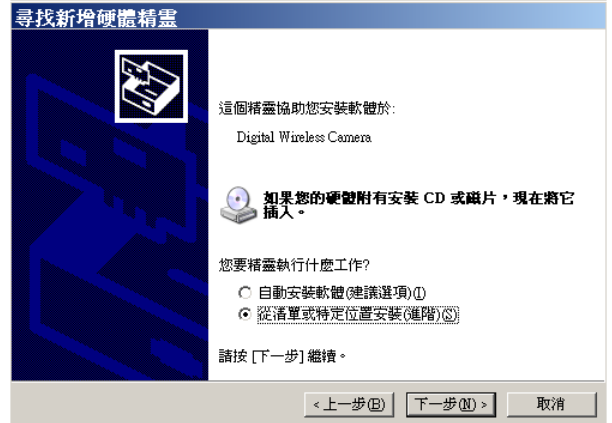 尋找新增硬體精靈
這個精靈協助您安裝軟體於:
Digital Wireless Camera
如果您的硬體附有安裝 CD 或磁片，現在將它
插入。
您要精靈執行什麼工作?
自動安裝軟體(建議選項)(I)
從清單或特定位置安裝(進階)(S)
請按 [下一步] 繼續。
< 上一步(B)
下一步(N) >
取消